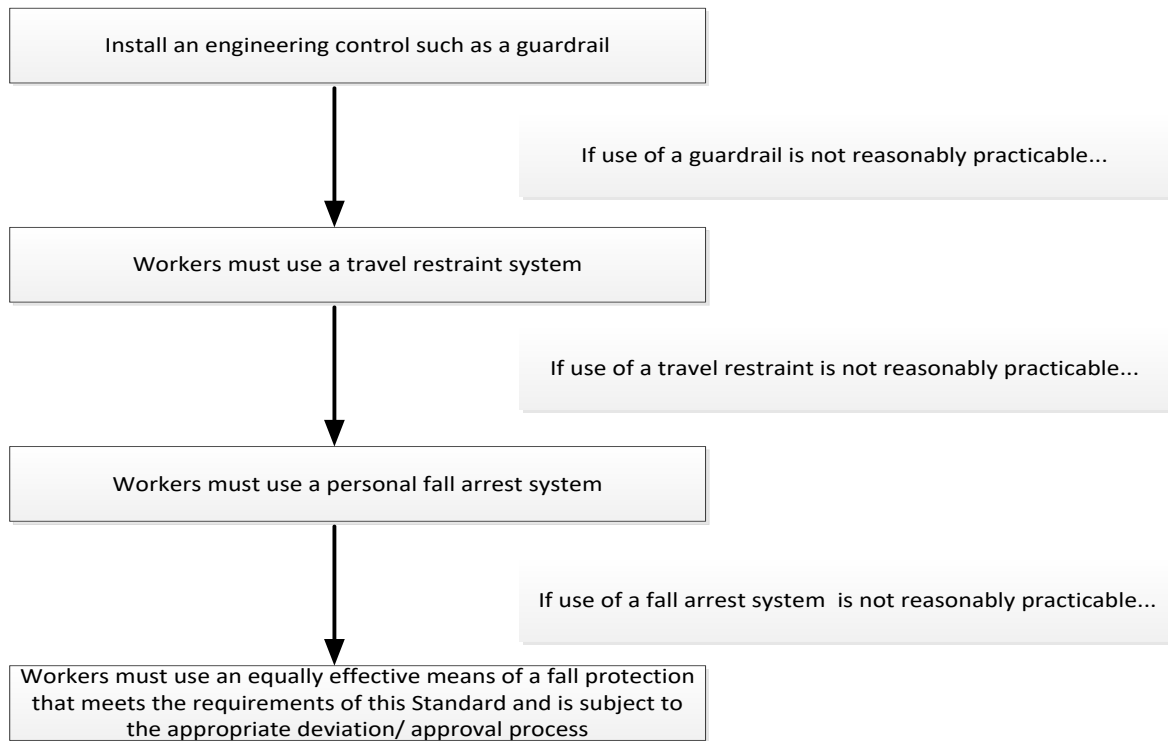 Install an engineering control such as a guardrail
If use of a guardrail is not reasonably practicable...
Workers must use a travel restraint system
If use of a travel restraint is not reasonably practicable...
Workers must use a personal fall arrest system
If use of a fall arrest system  is not reasonably practicable...
Workers must use an equally effective means of a fall protection
that meets the requirements of this Standard and is subject to
the appropriate deviation/ approval process